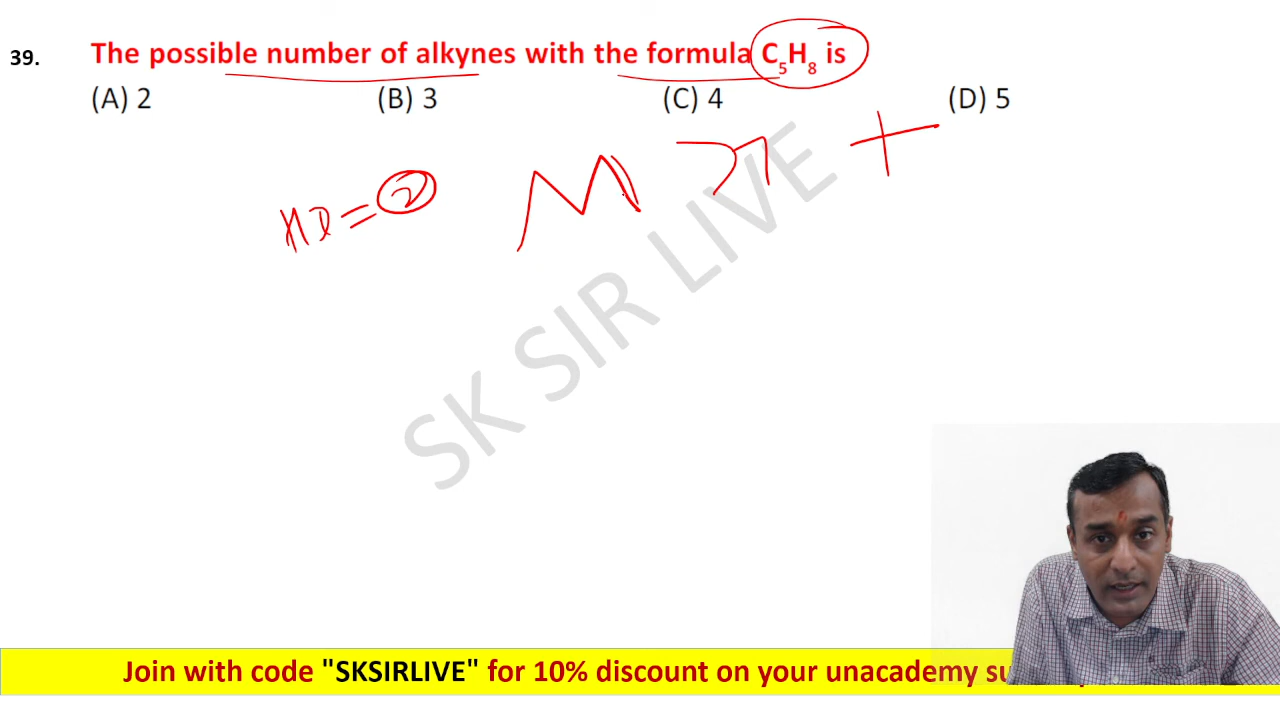 39. The possible number of alkynes with the formula C₅H₈ is
(A) 2 (B) 3 (C) 4 (D) 5
HD = 2
SK SIR LIVE
Join with code "SKSIRLIVE" for 10% discount on your unacademy